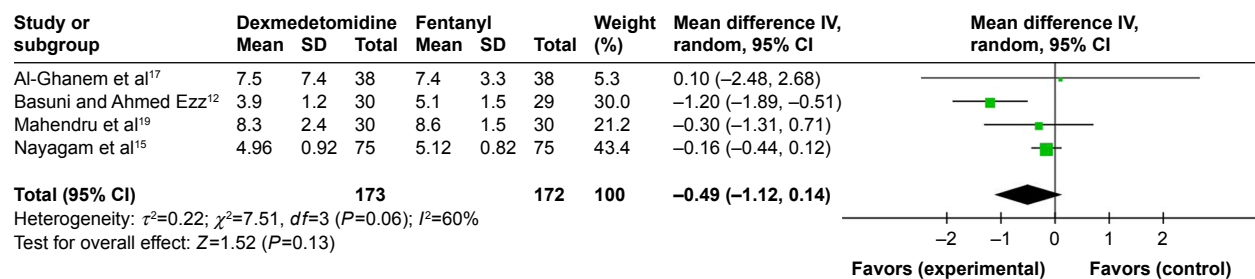 Study or subgroup Dexmedetomidine Fentanyl Weight (%) Mean difference IV, random, 95% CI Mean difference IV, random, 95% CI
Mean SD Total Mean SD Total
Al-Ghanem et al¹⁷ 7.5 7.4 38 7.4 3.3 38 5.3 0.10 (−2.48, 2.68)
Basuni and Ahmed Ezz¹² 3.9 1.2 30 5.1 1.5 29 30.0 −1.20 (−1.89, −0.51)
Mahendru et al¹⁹ 8.3 2.4 30 8.6 1.5 30 21.2 −0.30 (−1.31, 0.71)
Nayagam et al¹⁵ 4.96 0.92 75 5.12 0.82 75 43.4 −0.16 (−0.44, 0.12)
Total (95% CI) 173 172 100 −0.49 (−1.12, 0.14)
Heterogeneity: τ²=0.22; χ²=7.51, df=3 (P=0.06); I²=60%
Test for overall effect: Z=1.52 (P=0.13)
−2 −1 0 1 2
Favors (experimental) Favors (control)